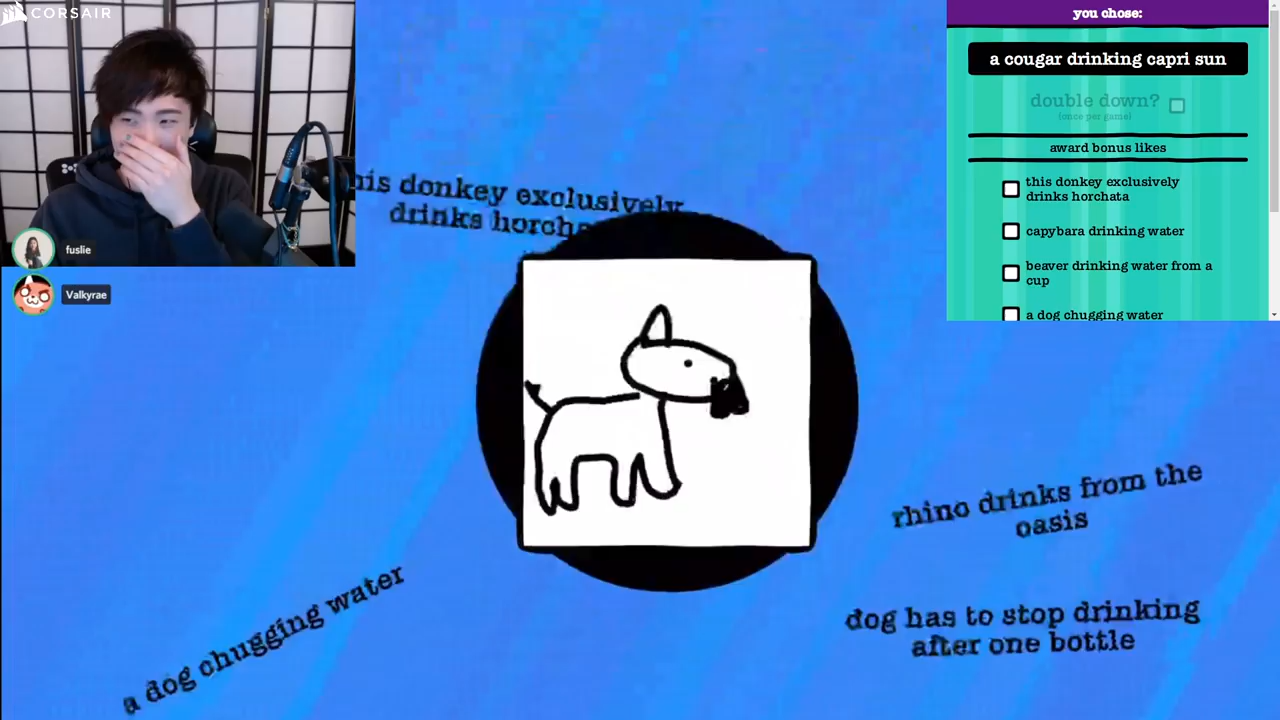 CORSAIR
you chose:
a cougar drinking capri sun
double down?
(once per game)
award bonus likes
this donkey exclusively
drinks horchata
capybara drinking water
beaver drinking water from a
cup
a dog chugging water
fuslie
Valkyrae
his donkey exclusively
drinks horcha
rhino drinks from the
oasis
a dog chugging water
dog has to stop drinking
after one bottle